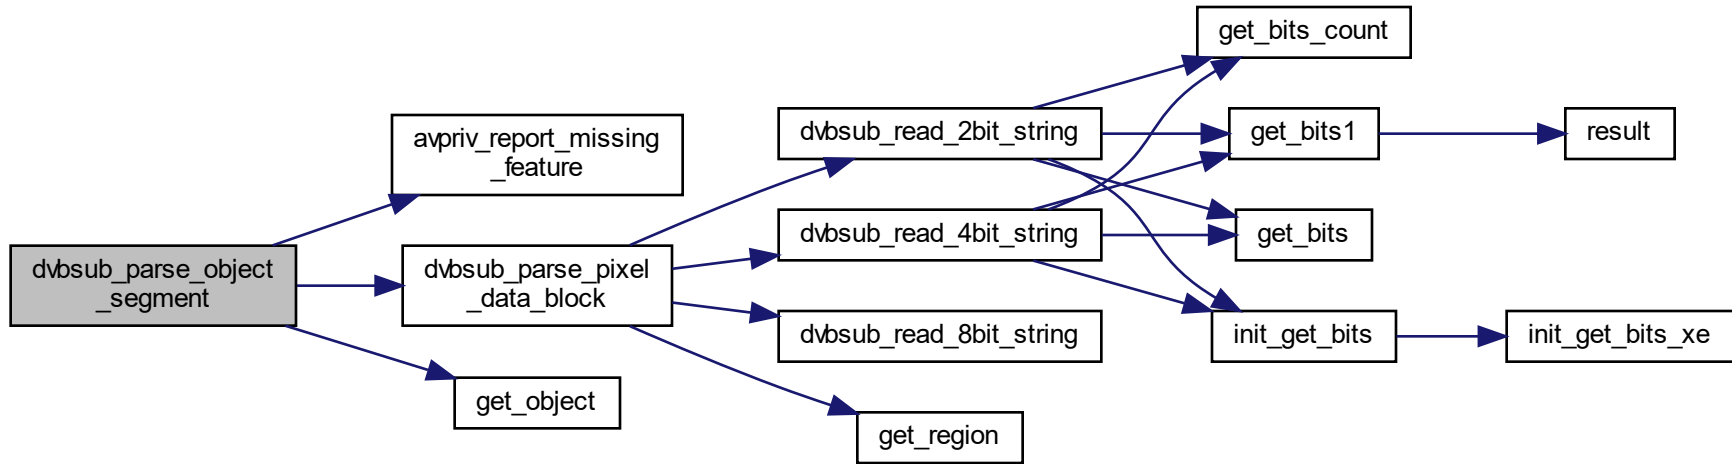 dvbsub_parse_object
_segment
avpriv_report_missing
_feature
dvbsub_parse_pixel
_data_block
get_object
dvbsub_read_2bit_string
dvbsub_read_4bit_string
dvbsub_read_8bit_string
get_region
get_bits_count
get_bits1
get_bits
init_get_bits
result
init_get_bits_xe